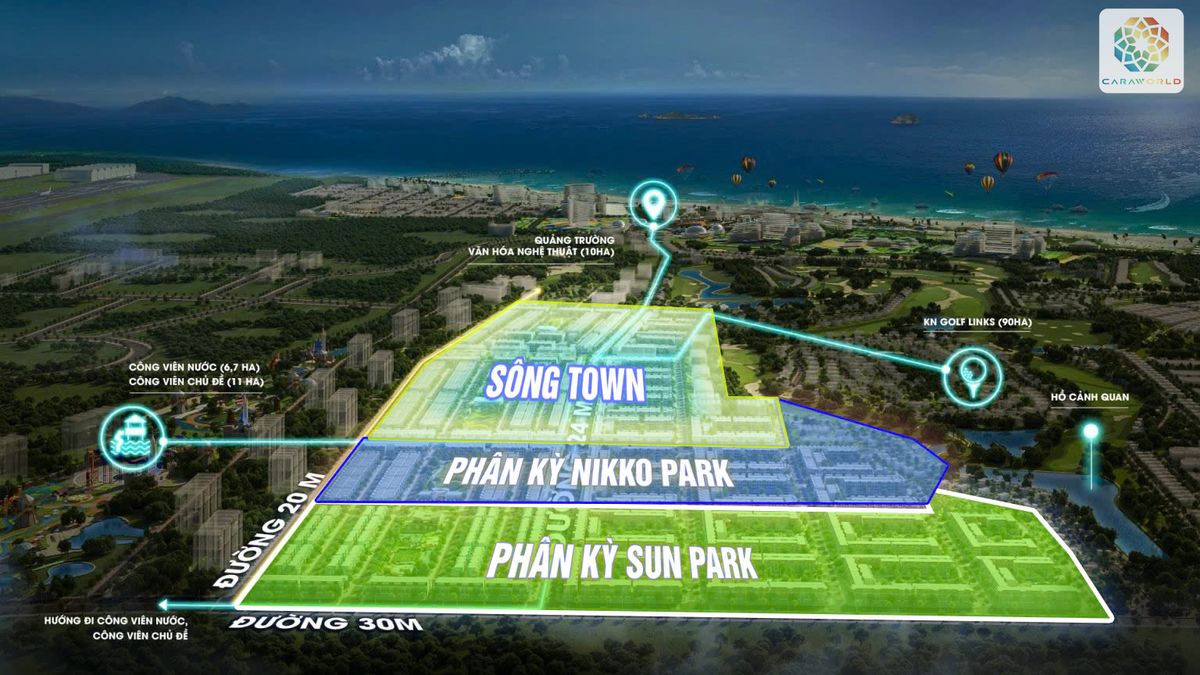 CARAWORLD
QUẢNG TRƯỜNG
VĂN HÓA NGHỆ THUẬT (10HA)
KN GOLF LINKS (90HA)
CÔNG VIÊN NƯỚC (6,7 HA)
CÔNG VIÊN CHỦ ĐỀ (11 HA)
SÔNG TOWN
HỒ CẢNH QUAN
24M
PHÂN KỲ NIKKO PARK
ĐƯỜNG 20 M
ĐƯỜNG
PHÂN KỲ SUN PARK
HƯỚNG ĐI CÔNG VIÊN NƯỚC,
CÔNG VIÊN CHỦ ĐỀ
ĐƯỜNG 30M